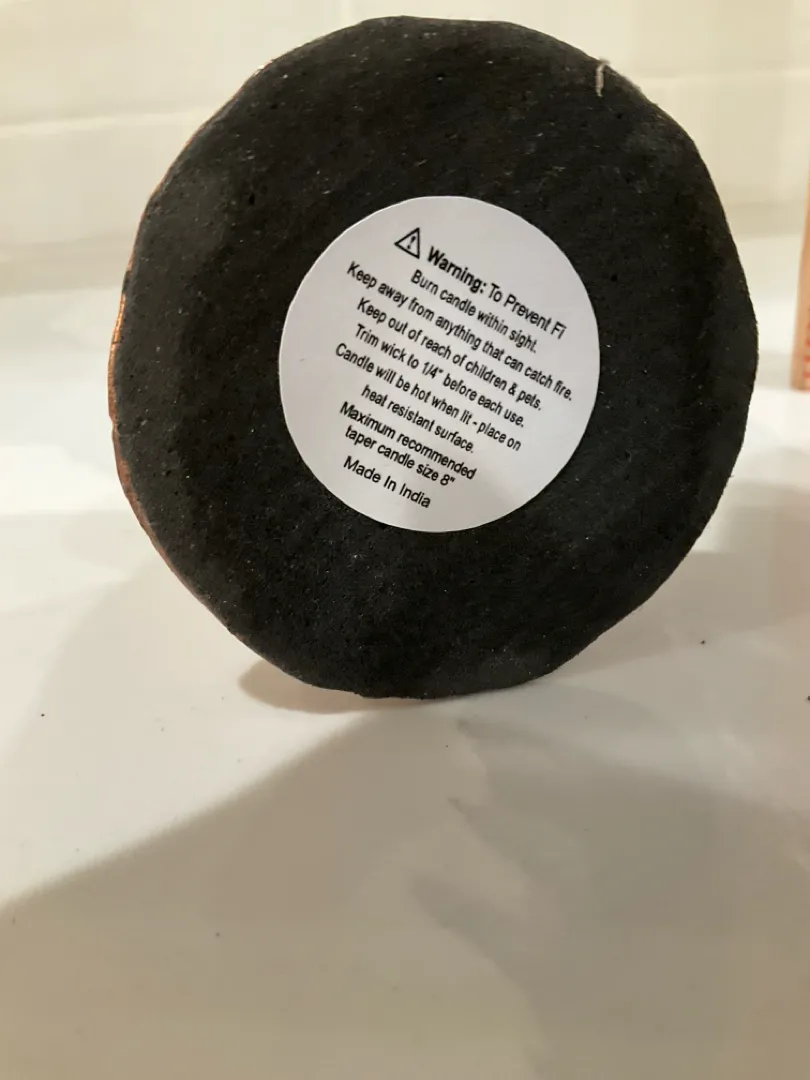 Warning: To Prevent Fi
Burn candle within sight.
Keep away from anything that can catch fire.
Keep out of reach of children & pets.
Trim wick to 1/4" before each use.
Candle will be hot when lit - place on
heat resistant surface.
Maximum recommended
taper candle size 8"
Made In India